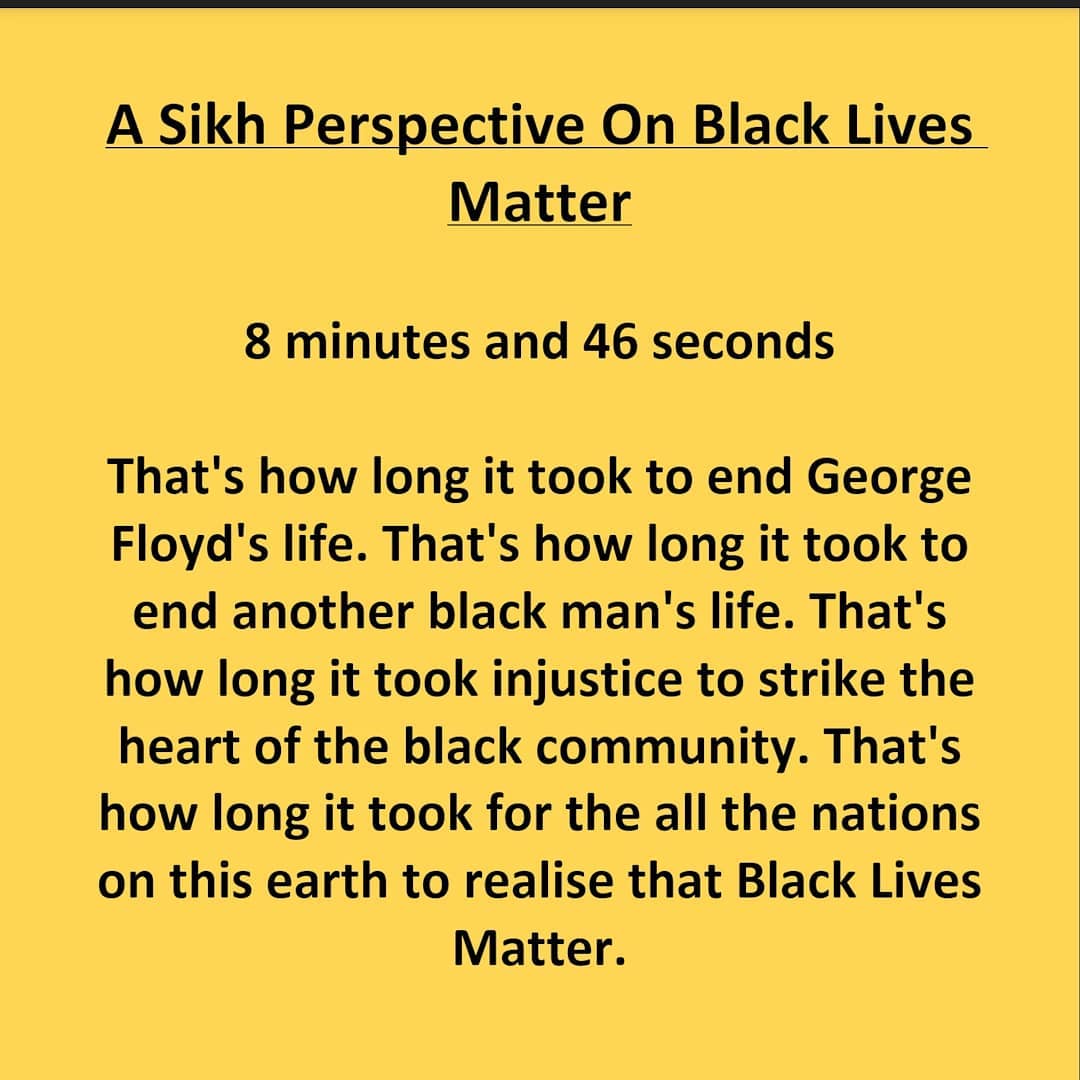 A Sikh Perspective On Black Lives
Matter
8 minutes and 46 seconds
That's how long it took to end George
Floyd's life. That's how long it took to
end another black man's life. That's
how long it took injustice to strike the
heart of the black community. That's
how long it took for the all the nations
on this earth to realise that Black Lives
Matter.